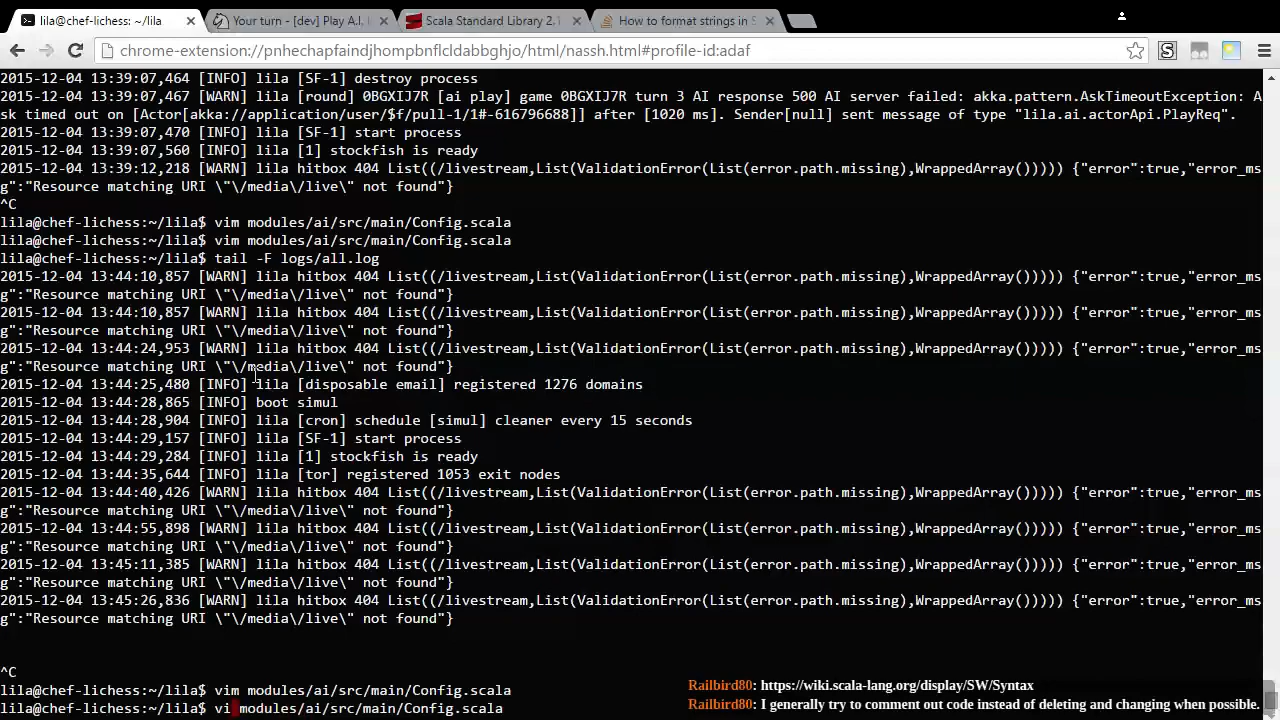 lila@chef-lichess: ~/lila
Your turn - [dev] Play A.I.
Scala Standard Library 2.1
How to format strings in S
chrome-extension://pnhechapfaindjhompbnflcldabbghjo/html/nassh.html#profile-id:adaf
2015-12-04 13:39:07,464 [INFO] lila [SF-1] destroy process
2015-12-04 13:39:07,467 [WARN] lila [round] 0BGXIJ7R [ai play] game 0BGXIJ7R turn 3 AI response 500 AI server failed: akka.pattern.AskTimeoutException: A
sk timed out on [Actor[akka://application/user/$f/pull-1/1#-616796688]] after [1020 ms]. Sender[null] sent message of type "lila.ai.actorApi.PlayReq".
2015-12-04 13:39:07,470 [INFO] lila [SF-1] start process
2015-12-04 13:39:07,560 [INFO] lila [1] stockfish is ready
2015-12-04 13:39:12,218 [WARN] lila hitbox 404 List((/livestream,List(ValidationError(List(error.path.missing),WrappedArray())))) {"error":true,"error_ms
g":"Resource matching URI \"\/media\/live\" not found"}
^C
lila@chef-lichess:~/lila$ vim modules/ai/src/main/Config.scala
lila@chef-lichess:~/lila$ vim modules/ai/src/main/Config.scala
lila@chef-lichess:~/lila$ tail -F logs/all.log
2015-12-04 13:44:10,857 [WARN] lila hitbox 404 List((/livestream,List(ValidationError(List(error.path.missing),WrappedArray())))) {"error":true,"error_ms
g":"Resource matching URI \"\/media\/live\" not found"}
2015-12-04 13:44:10,857 [WARN] lila hitbox 404 List((/livestream,List(ValidationError(List(error.path.missing),WrappedArray())))) {"error":true,"error_ms
g":"Resource matching URI \"\/media\/live\" not found"}
2015-12-04 13:44:24,953 [WARN] lila hitbox 404 List((/livestream,List(ValidationError(List(error.path.missing),WrappedArray())))) {"error":true,"error_ms
g":"Resource matching URI \"\/media\/live\" not found"}
2015-12-04 13:44:25,480 [INFO] lila [disposable email] registered 1276 domains
2015-12-04 13:44:28,865 [INFO] boot simul
2015-12-04 13:44:28,904 [INFO] lila [cron] schedule [simul] cleaner every 15 seconds
2015-12-04 13:44:29,157 [INFO] lila [SF-1] start process
2015-12-04 13:44:29,284 [INFO] lila [1] stockfish is ready
2015-12-04 13:44:35,644 [INFO] lila [tor] registered 1053 exit nodes
2015-12-04 13:44:40,426 [WARN] lila hitbox 404 List((/livestream,List(ValidationError(List(error.path.missing),WrappedArray())))) {"error":true,"error_ms
g":"Resource matching URI \"\/media\/live\" not found"}
2015-12-04 13:44:55,898 [WARN] lila hitbox 404 List((/livestream,List(ValidationError(List(error.path.missing),WrappedArray())))) {"error":true,"error_ms
g":"Resource matching URI \"\/media\/live\" not found"}
2015-12-04 13:45:11,385 [WARN] lila hitbox 404 List((/livestream,List(ValidationError(List(error.path.missing),WrappedArray())))) {"error":true,"error_ms
g":"Resource matching URI \"\/media\/live\" not found"}
2015-12-04 13:45:26,836 [WARN] lila hitbox 404 List((/livestream,List(ValidationError(List(error.path.missing),WrappedArray())))) {"error":true,"error_ms
g":"Resource matching URI \"\/media\/live\" not found"}
^C
lila@chef-lichess:~/lila$ vim modules/ai/src/main/Config.scala
lila@chef-lichess:~/lila$ vi modules/ai/src/main/Config.scala
Railbird80: https://wiki.scala-lang.org/display/SW/Syntax
Railbird80: I generally try to comment out code instead of deleting and changing when possible.